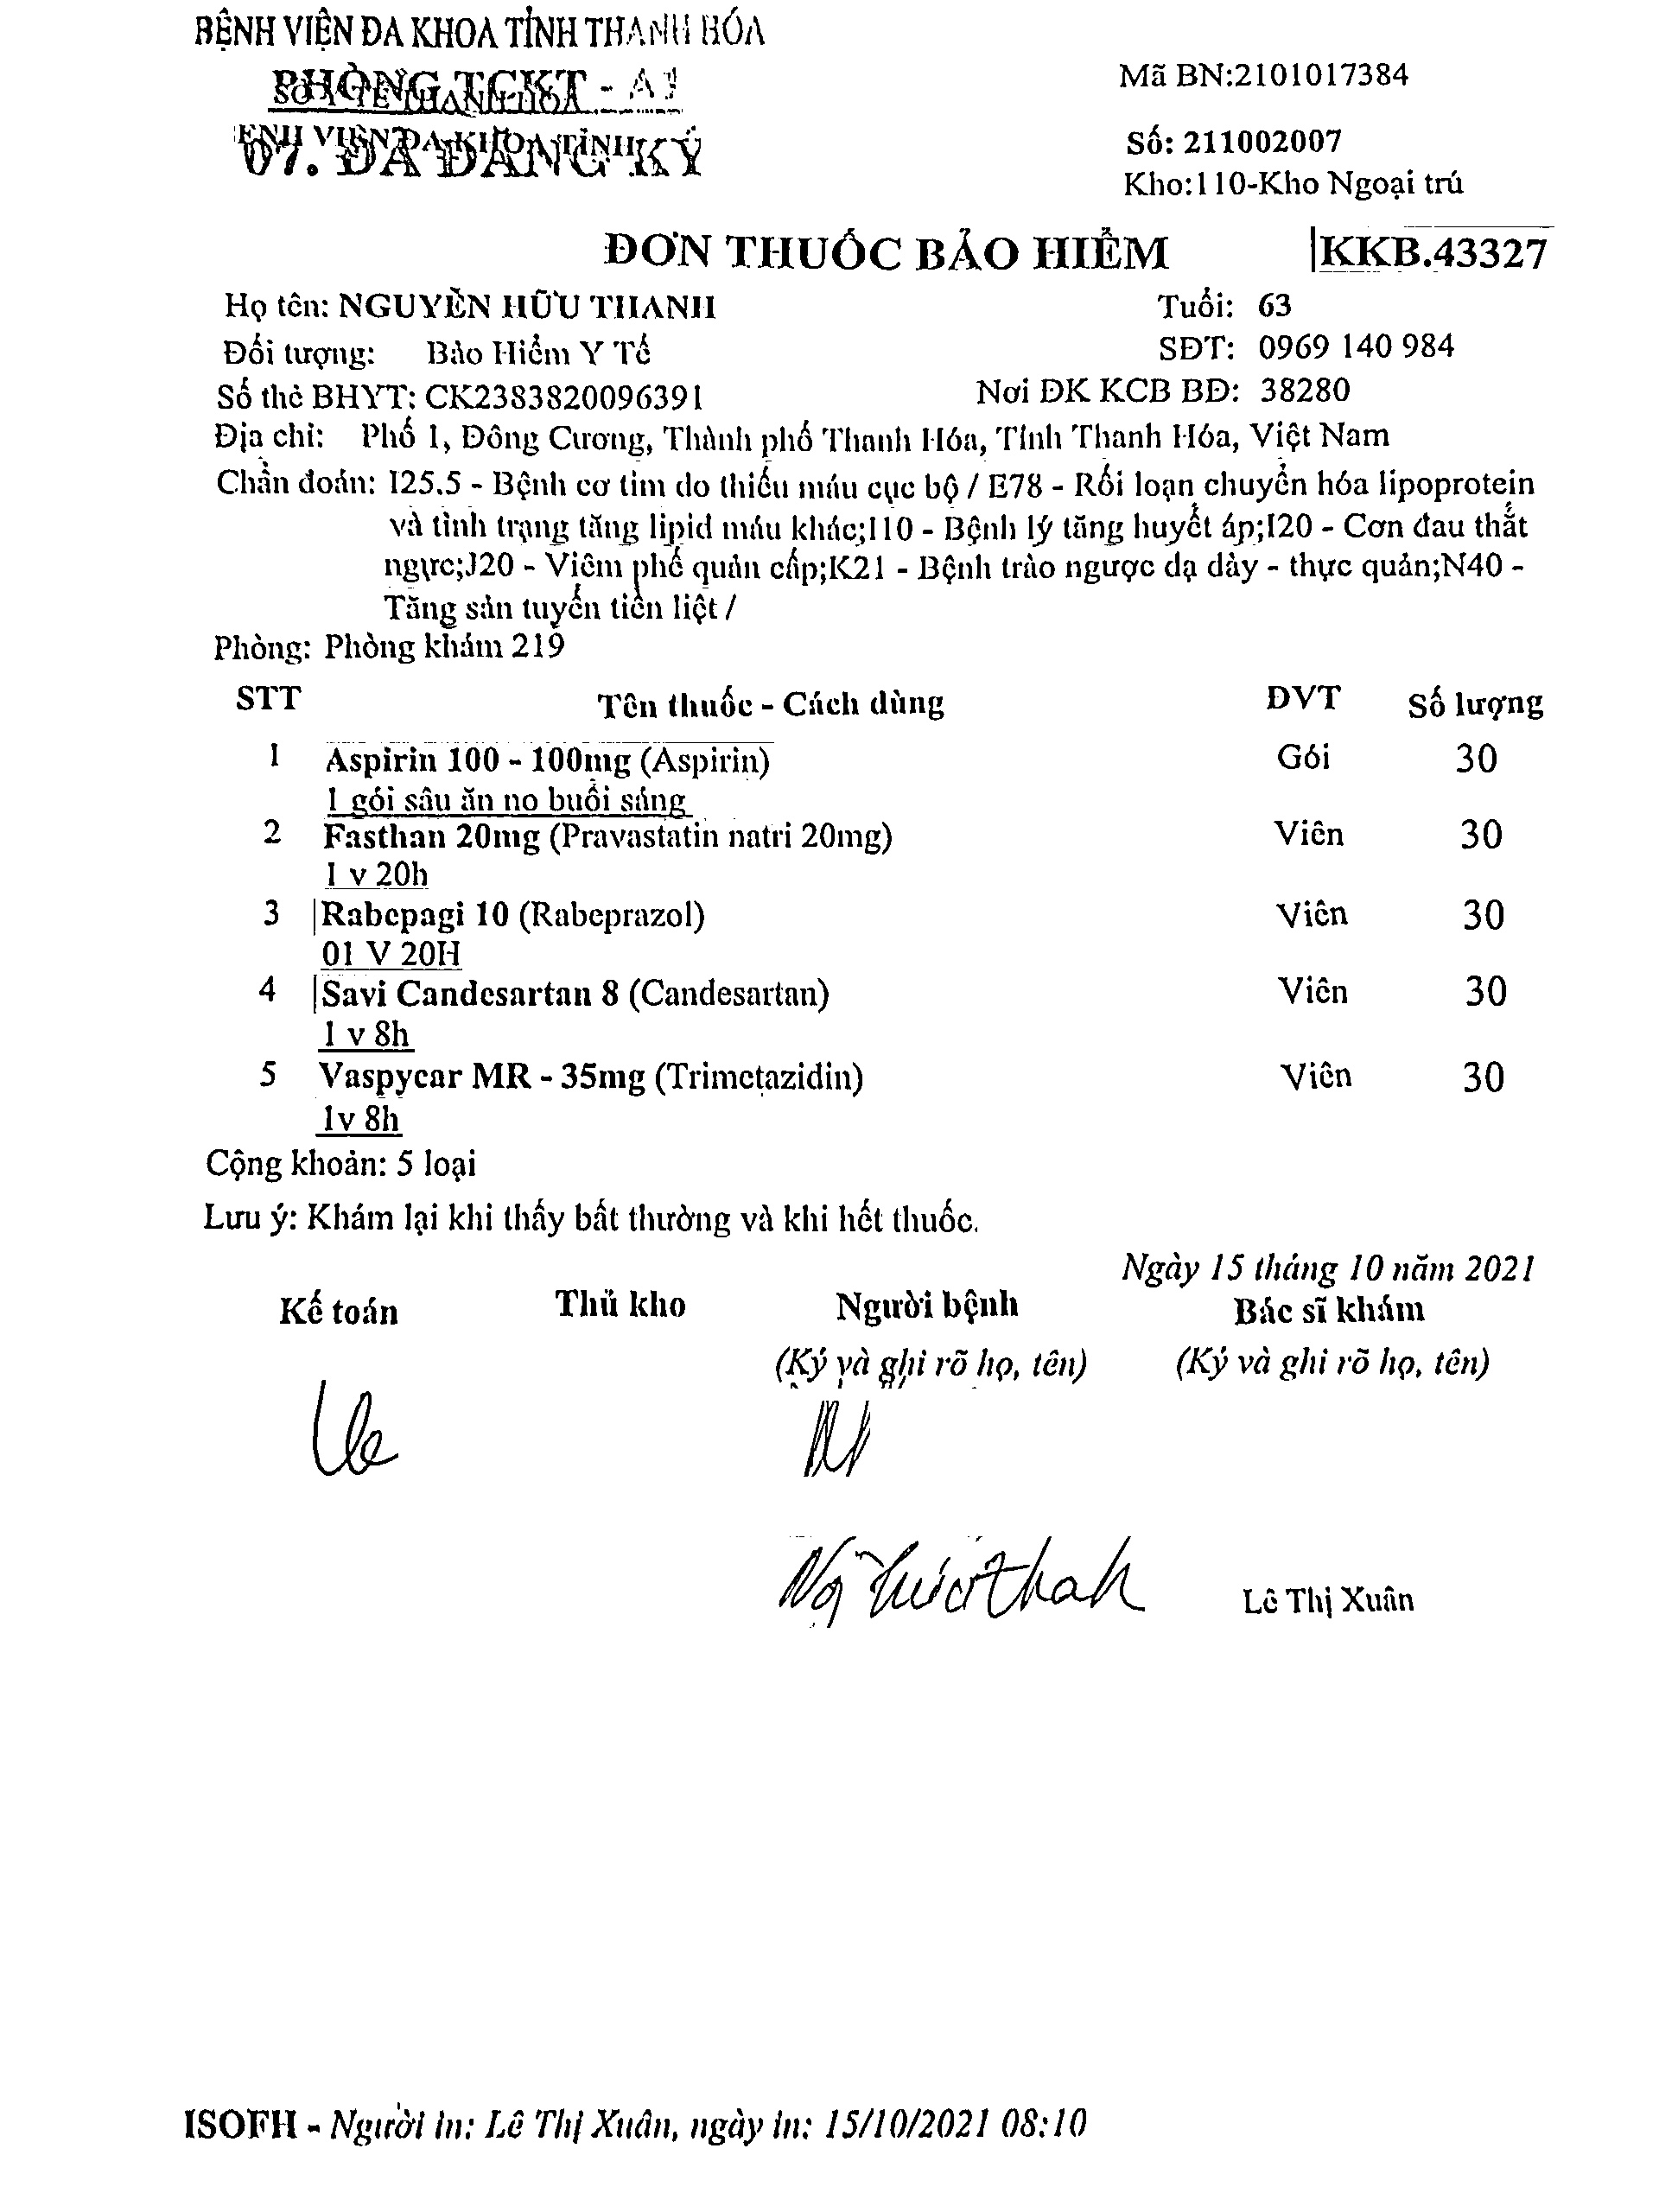 BỆNH VIỆN ĐA KHOA TỈNH THANH HÓA
PHÒNG TCKT - A1
SỞ Y TẾ THANH HÓA
BỆNH VIỆN ĐA KHOA TỈNH
07. ĐÃ ĐĂNG KÝ
Mã BN:2101017384
Số: 211002007
Kho:110-Kho Ngoại trú
ĐƠN THUỐC BẢO HIỂM
KKB.43327
Họ tên: NGUYỄN HỮU THANH Tuổi: 63
Đối tượng: Bảo Hiểm Y Tế SĐT: 0969 140 984
Số thẻ BHYT: CK2383820096391 Nơi ĐK KCB BĐ: 38280
Địa chỉ: Phố 1, Đông Cương, Thành phố Thanh Hóa, Tỉnh Thanh Hóa, Việt Nam
Chẩn đoán: I25.5 - Bệnh cơ tim do thiếu máu cục bộ / E78 - Rối loạn chuyển hóa lipoprotein
và tình trạng tăng lipid máu khác;I10 - Bệnh lý tăng huyết áp;I20 - Cơn đau thắt
ngực;J20 - Viêm phế quản cấp;K21 - Bệnh trào ngược dạ dày - thực quản;N40 -
Tăng sản tuyến tiền liệt /
Phòng: Phòng khám 219
STT Tên thuốc - Cách dùng ĐVT Số lượng
1 Aspirin 100 - 100mg (Aspirin) Gói 30
1 gói sâu ăn no buổi sáng
2 Fasthan 20mg (Pravastatin natri 20mg) Viên 30
1 v 20h
3 Rabepagi 10 (Rabeprazol) Viên 30
01 V 20H
4 Savi Candesartan 8 (Candesartan) Viên 30
1 v 8h
5 Vaspycar MR - 35mg (Trimetazidin) Viên 30
1v 8h
Cộng khoản: 5 loại
Lưu ý: Khám lại khi thấy bất thường và khi hết thuốc.
Ngày 15 tháng 10 năm 2021
Kế toán Thủ kho Người bệnh Bác sĩ khám
(Ký và ghi rõ họ, tên) (Ký và ghi rõ họ, tên)
Ng Hữu Thanh Lê Thị Xuân
ISOFH - Người in: Lê Thị Xuân, ngày in: 15/10/2021 08:10